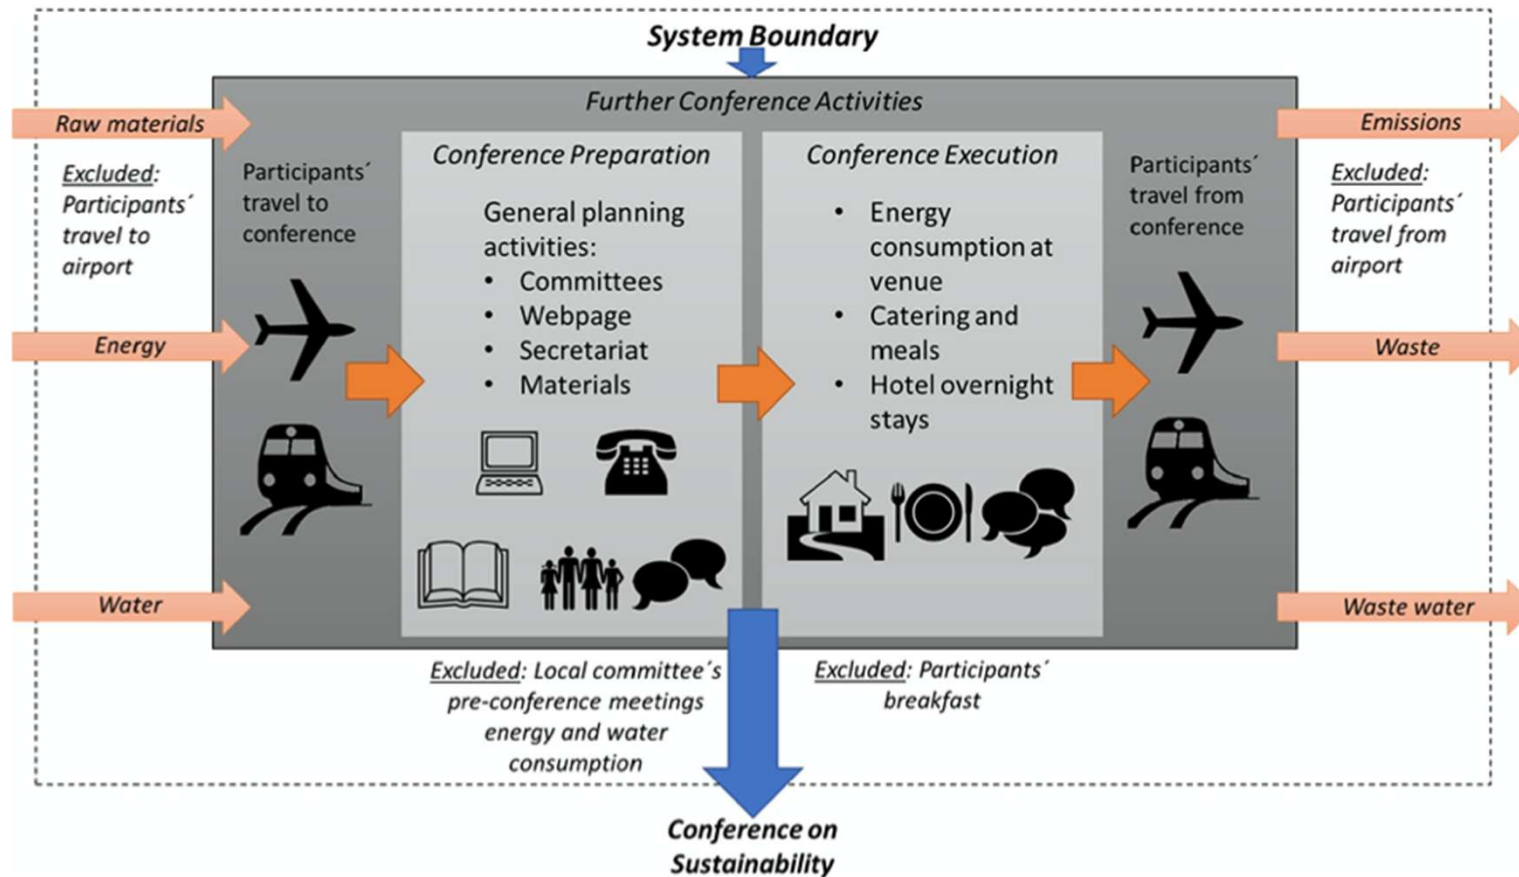 System Boundary
Further Conference Activities
Raw materials
Excluded:
Participants´
travel to
airport
Energy
Water
Participants´
travel to
conference
Conference Preparation
General planning
activities:
• Committees
• Webpage
• Secretariat
• Materials
Conference Execution
• Energy
consumption at
venue
• Catering and
meals
• Hotel overnight
stays
Participants´
travel from
conference
Emissions
Excluded:
Participants´
travel from
airport
Waste
Waste water
Excluded: Local committee´s
pre-conference meetings
energy and water
consumption
Excluded: Participants´
breakfast
Conference on
Sustainability